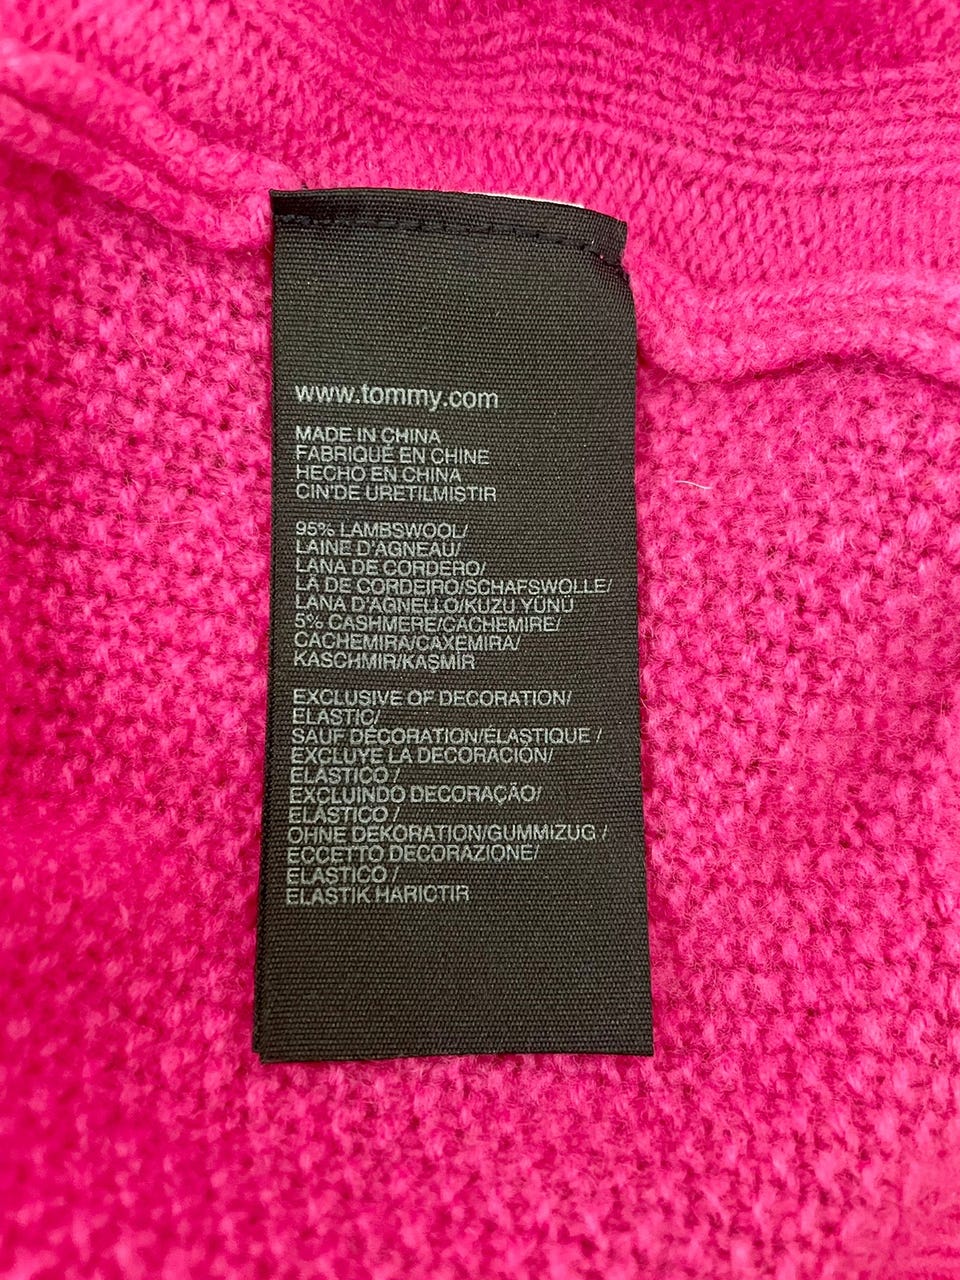 www.tommy.com
MADE IN CHINA
FABRIQUE EN CHINE
HECHO EN CHINA
CIN'DE URETILMISTIR
95% LAMBSWOOL/
LAINE D'AGNEAU/
LANA DE CORDERO/
LÃ DE CORDEIRO/SCHAFSWOLLE/
LANA D'AGNELLO/KUZU YÜNÜ
5% CASHMERE/CACHEMIRE/
CACHEMIRA/CAXEMIRA/
KASCHMIR/KAŞMIR
EXCLUSIVE OF DECORATION/
ELASTIC/
SAUF DÉCORATION/ÉLASTIQUE /
EXCLUYE LA DECORACIÓN/
ELÁSTICO /
EXCLUINDO DECORAÇÃO/
ELÁSTICO /
OHNE DEKORATION/GUMMIZUG /
ECCETTO DECORAZIONE/
ELASTICO /
ELASTIK HARICTIR